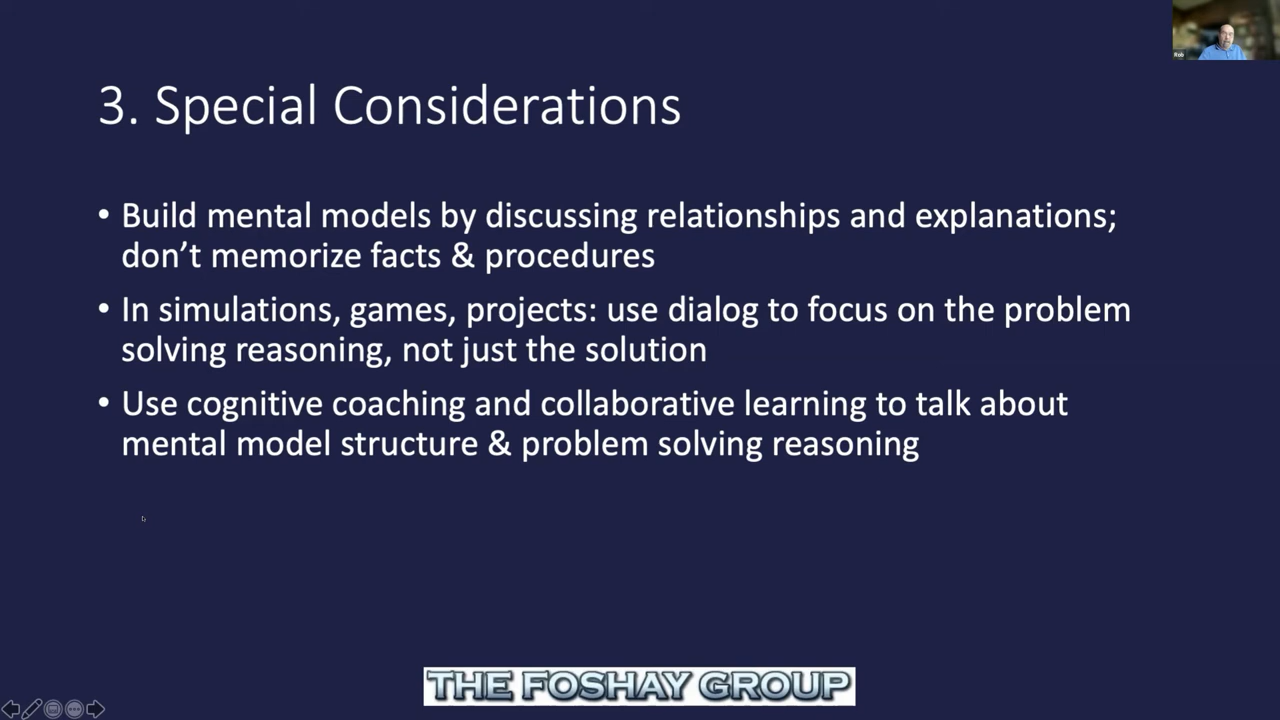 Rob
3. Special Considerations
• Build mental models by discussing relationships and explanations;
don’t memorize facts & procedures
• In simulations, games, projects: use dialog to focus on the problem
solving reasoning, not just the solution
• Use cognitive coaching and collaborative learning to talk about
mental model structure & problem solving reasoning
THE FOSHAY GROUP